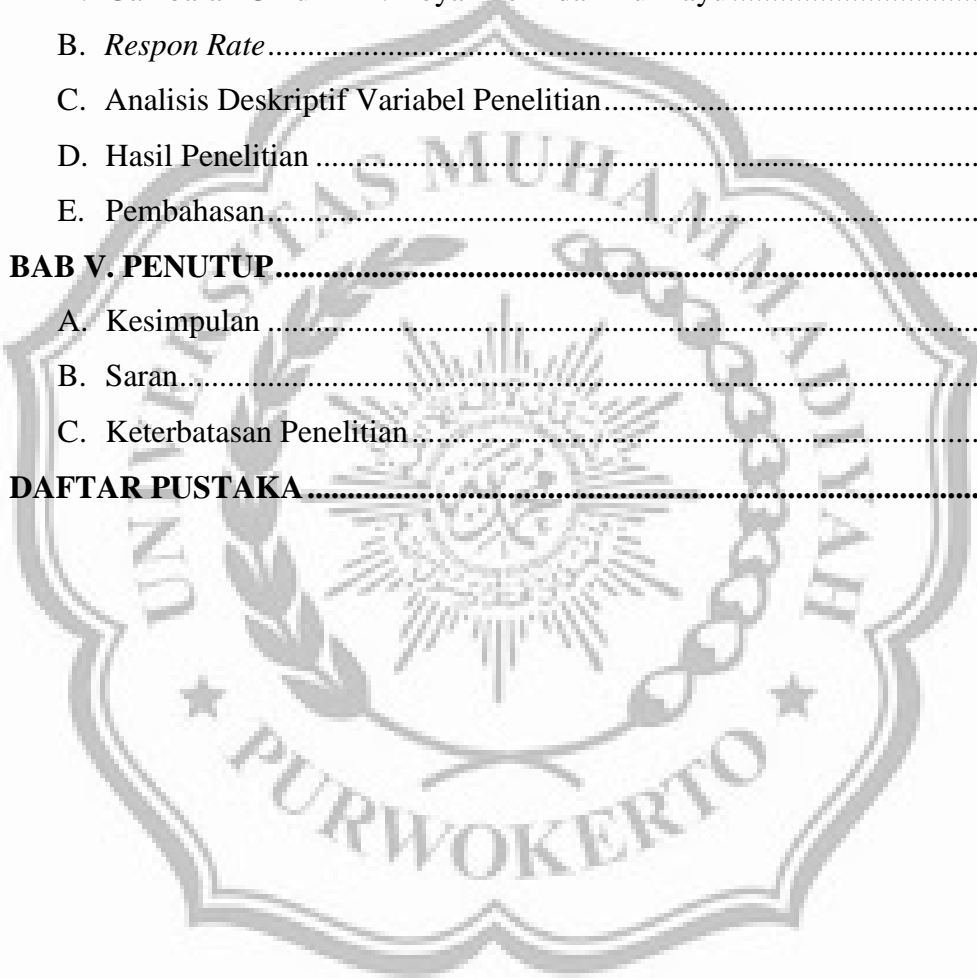 B. Respon Rate
C. Analisis Deskriptif Variabel Penelitian
D. Hasil Penelitian
E. Pembahasan
BAB V. PENUTUP
A. Kesimpulan
B. Saran
C. Keterbatasan Penelitian
DAFTAR PUSTAKA
UNIVERSITAS MUHAMMADIYAH
PURWOKERTO